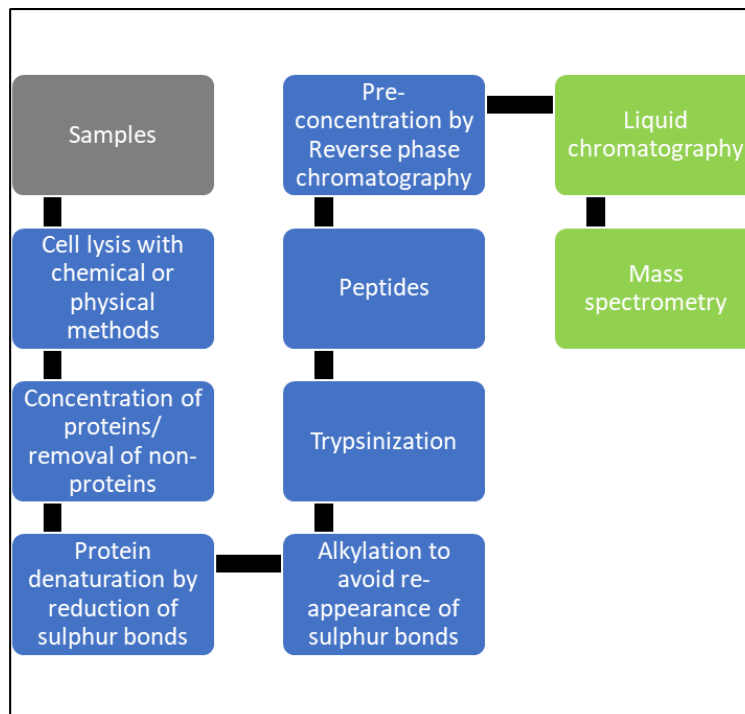 Samples
Cell lysis with
chemical or
physical
methods
Concentration of
proteins/
removal of non-
proteins
Protein
denaturation by
reduction of
sulphur bonds
Alkylation to
avoid re-
appearance of
sulphur bonds
Trypsinization
Peptides
Pre-
concentration by
Reverse phase
chromatography
Liquid
chromatography
Mass
spectrometry